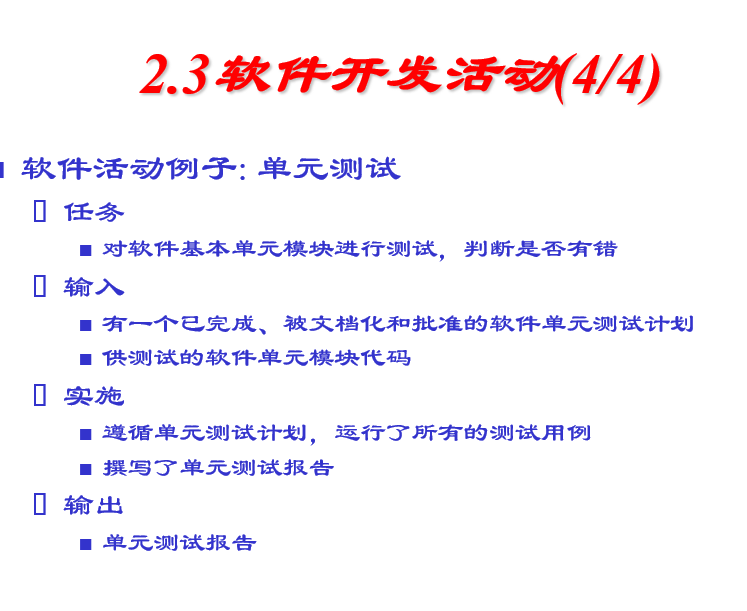 2.3软件开发活动(4/4)
软件活动例子: 单元测试
任务
对软件基本单元模块进行测试，判断是否有错
输入
有一个已完成、被文档化和批准的软件单元测试计划
供测试的软件单元模块代码
实施
遵循单元测试计划，运行了所有的测试用例
撰写了单元测试报告
输出
单元测试报告